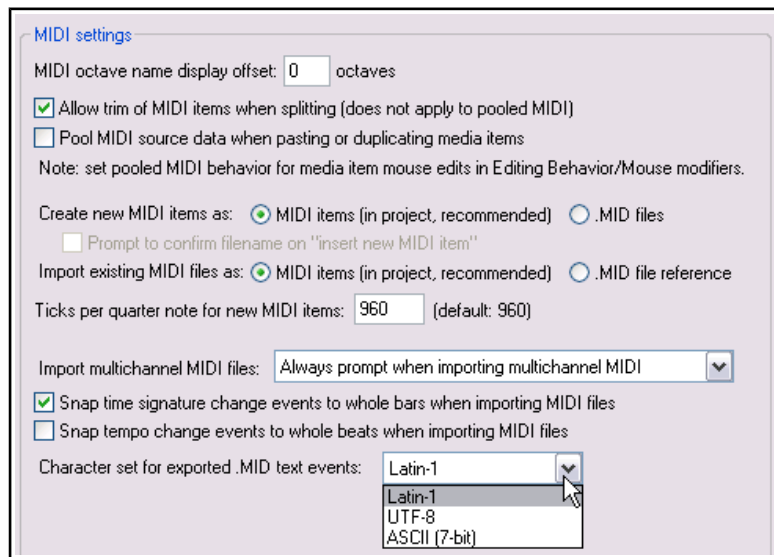 MIDI settings
MIDI octave name display offset: 0 octaves
Allow trim of MIDI items when splitting (does not apply to pooled MIDI)
Pool MIDI source data when pasting or duplicating media items
Note: set pooled MIDI behavior for media item mouse edits in Editing Behavior/Mouse modifiers.
Create new MIDI items as: MIDI items (in project, recommended) .MID files
Prompt to confirm filename on "insert new MIDI item"
Import existing MIDI files as: MIDI items (in project, recommended) .MID file reference
Ticks per quarter note for new MIDI items: 960 (default: 960)
Import multichannel MIDI files: Always prompt when importing multichannel MIDI
Snap time signature change events to whole bars when importing MIDI files
Snap tempo change events to whole beats when importing MIDI files
Character set for exported .MID text events: Latin-1
Latin-1
UTF-8
ASCII (7-bit)